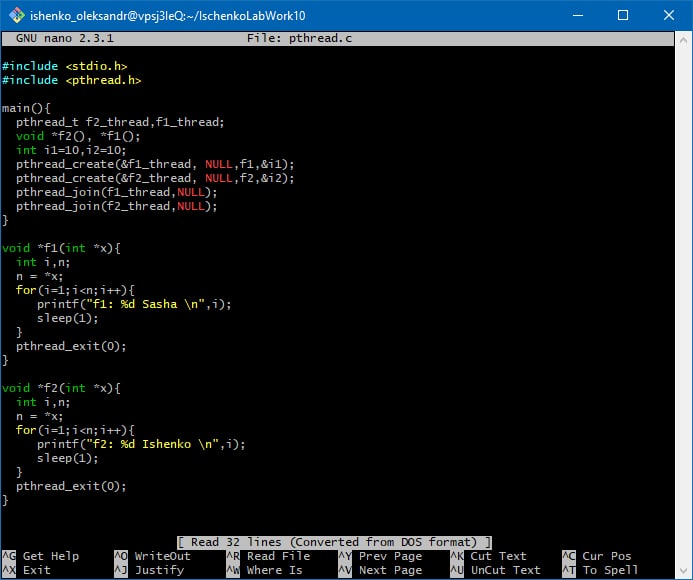 ishenko_oleksandr@vpsj3leQ:~/IschenkoLabWork10
GNU nano 2.3.1 File: pthread.c
#include <stdio.h>
#include <pthread.h>
main(){
  pthread_t f2_thread,f1_thread;
  void *f2(), *f1();
  int i1=10,i2=10;
  pthread_create(&f1_thread, NULL,f1,&i1);
  pthread_create(&f2_thread, NULL,f2,&i2);
  pthread_join(f1_thread,NULL);
  pthread_join(f2_thread,NULL);
}
void *f1(int *x){
  int i,n;
  n = *x;
  for(i=1;i<n;i++){
     printf("f1: %d Sasha \n",i);
     sleep(1);
  }
  pthread_exit(0);
}
void *f2(int *x){
  int i,n;
  n = *x;
  for(i=1;i<n;i++){
     printf("f2: %d Ishenko \n",i);
     sleep(1);
  }
  pthread_exit(0);
}
[ Read 32 lines (Converted from DOS format) ]
^G Get Help ^O WriteOut ^R Read File ^Y Prev Page ^K Cut Text ^C Cur Pos
^X Exit ^J Justify ^W Where Is ^V Next Page ^U UnCut Text ^T To Spell